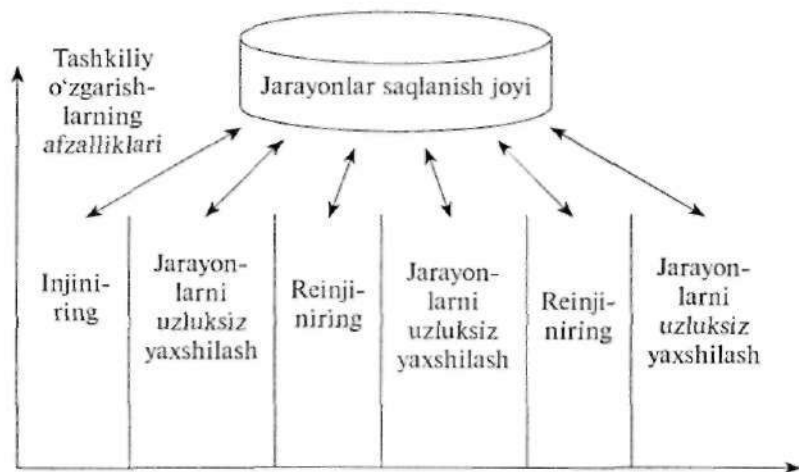 Tashkiliy
o‘zgarish-
larning
afzalliklari
Jarayonlar saqlanish joyi
Injini-
ring
Jarayon-
larni
uzluksiz
yaxshilash
Reinji-
niring
Jarayon-
larni
uzluksiz
yaxshilash
Reinji-
niring
Jarayon-
larni
uzluksiz
yaxshilash